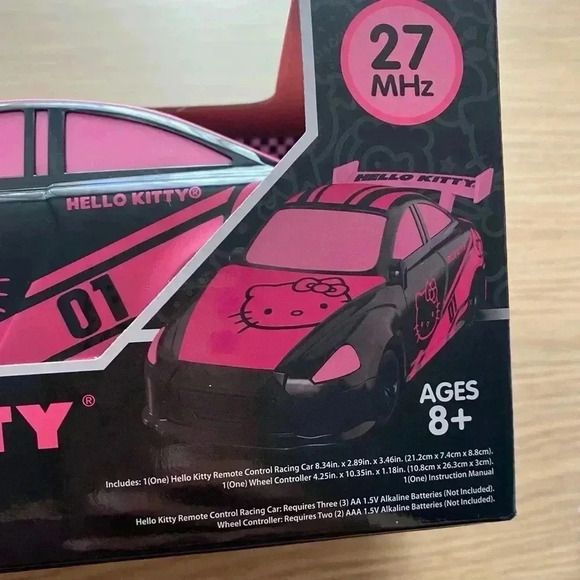 27
MHz
HELLO KITTY®
HELLO KITTY
01
AGES
8+
TY®
Includes: 1(One) Hello Kitty Remote Control Racing Car 8.34in. x 2.89in. x 3.46in. (21.2cm x 7.4cm x 8.8cm).
1(One) Wheel Controller 4.25in. x 10.35in. x 1.18in. (10.8cm x 26.3cm x 3cm).
1(One) Instruction Manual
Hello Kitty Remote Control Racing Car: Requires Three (3) AA 1.5V Alkaline Batteries (Not Included).
Wheel Controller: Requires Two (2) AAA 1.5V Alkaline Batteries (Not Included).